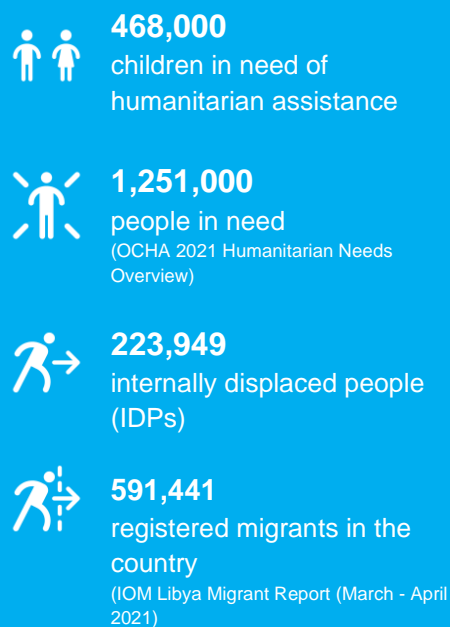 468,000
children in need of
humanitarian assistance
1,251,000
people in need
(OCHA 2021 Humanitarian Needs
Overview)
223,949
internally displaced people
(IDPs)
591,441
registered migrants in the
country
(IOM Libya Migrant Report (March - April
2021)